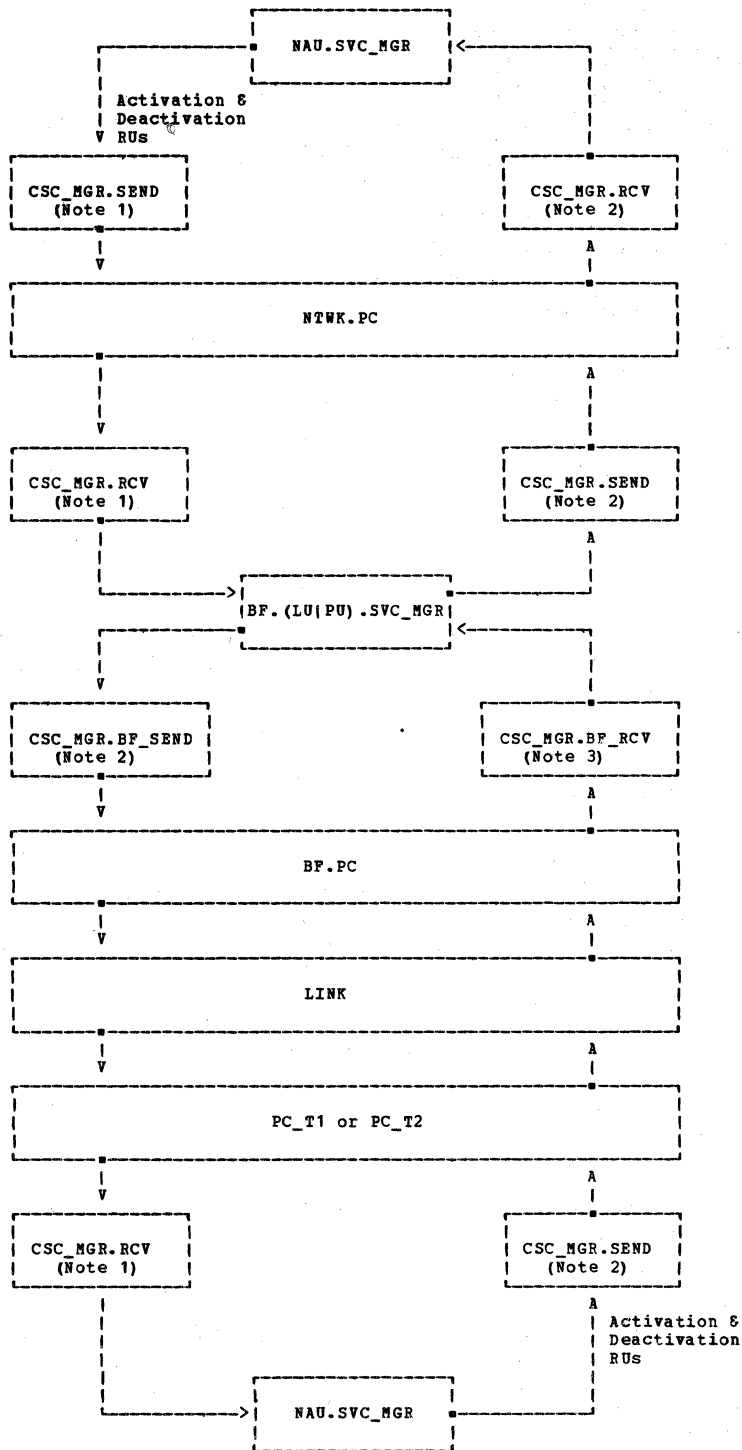 NAU.SVC_MGR
Activation &
Deactivation
RUs
CSC_MGR.SEND
(Note 1)
CSC_MGR.RCV
(Note 2)
NTWK.PC
CSC_MGR.RCV
(Note 1)
CSC_MGR.SEND
(Note 2)
BF.(LU|PU).SVC_MGR
CSC_MGR.BF_SEND
(Note 2)
CSC_MGR.BF_RCV
(Note 3)
BF.PC
LINK
PC_T1 or PC_T2
CSC_MGR.RCV
(Note 1)
CSC_MGR.SEND
(Note 2)
Activation &
Deactivation
RUs
NAU.SVC_MGR